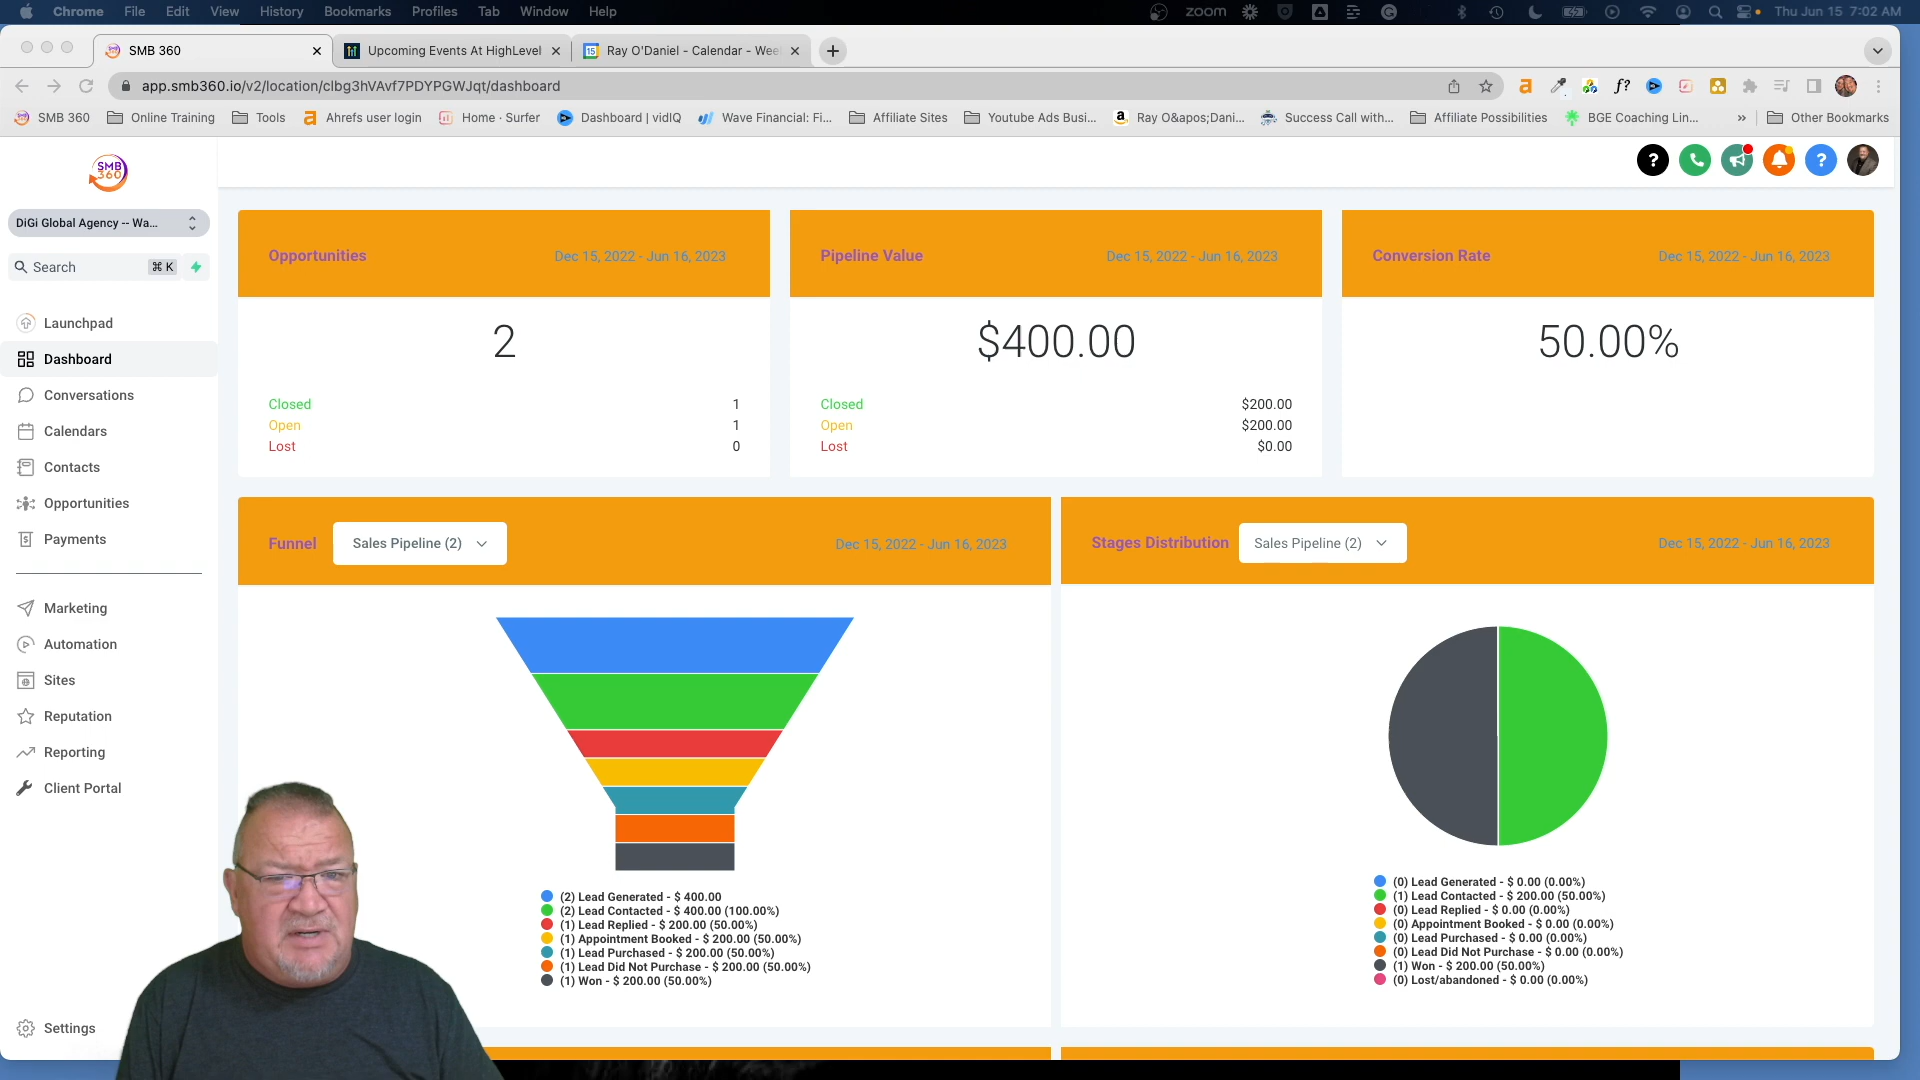 Chrome File Edit View History Bookmarks Profiles Tab Window Help zoom Thu Jun 15 7:02 AM
SMB 360 Upcoming Events At HighLevel Ray O'Daniel - Calendar - Wee
app.smb360.io/v2/location/clbg3hVAvf7PDYPGWJqt/dashboard
SMB 360 Online Training Tools Ahrefs user login Home · Surfer Dashboard | vidIQ Wave Financial: Fi... Affiliate Sites Youtube Ads Busi... Ray O&apos;Dani... Success Call with... Affiliate Possibilities BGE Coaching Lin... » Other Bookmarks
SMB
360
DiGi Global Agency -- Wa...
Search ⌘ K
Launchpad
Dashboard
Conversations
Calendars
Contacts
Opportunities
Payments
Marketing
Automation
Sites
Reputation
Reporting
Client Portal
Settings
Opportunities Dec 15, 2022 - Jun 16, 2023
2
Closed 1
Open 1
Lost 0
Pipeline Value Dec 15, 2022 - Jun 16, 2023
$400.00
Closed $200.00
Open $200.00
Lost $0.00
Conversion Rate Dec 15, 2022 - Jun 16, 2023
50.00%
Funnel Sales Pipeline (2) Dec 15, 2022 - Jun 16, 2023
(2) Lead Generated - $ 400.00
(2) Lead Contacted - $ 400.00 (100.00%)
(1) Lead Replied - $ 200.00 (50.00%)
(1) Appointment Booked - $ 200.00 (50.00%)
(1) Lead Purchased - $ 200.00 (50.00%)
(1) Lead Did Not Purchase - $ 200.00 (50.00%)
(1) Won - $ 200.00 (50.00%)
Stages Distribution Sales Pipeline (2) Dec 15, 2022 - Jun 16, 2023
(0) Lead Generated - $ 0.00 (0.00%)
(1) Lead Contacted - $ 200.00 (50.00%)
(0) Lead Replied - $ 0.00 (0.00%)
(0) Appointment Booked - $ 0.00 (0.00%)
(0) Lead Purchased - $ 0.00 (0.00%)
(0) Lead Did Not Purchase - $ 0.00 (0.00%)
(1) Won - $ 200.00 (50.00%)
(0) Lost/abandoned - $ 0.00 (0.00%)